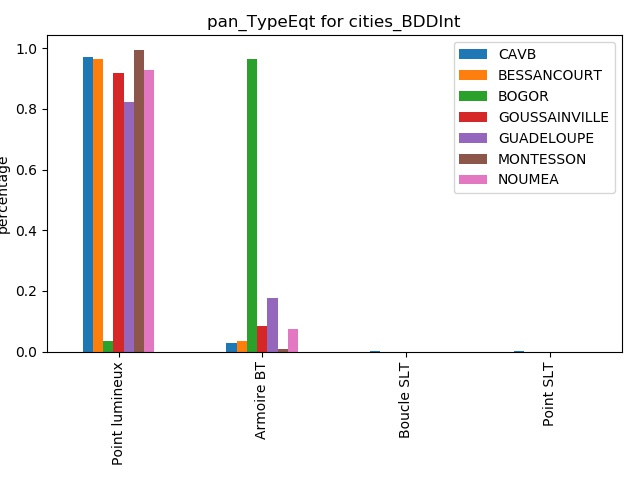 pan_TypeEqt for cities_BDDInt
percentage
1.0
0.8
0.6
0.4
0.2
0.0
CAVB
BESSANCOURT
BOGOR
GOUSSAINVILLE
GUADELOUPE
MONTESSON
NOUMEA
Point lumineux
Armoire BT
Boucle SLT
Point SLT